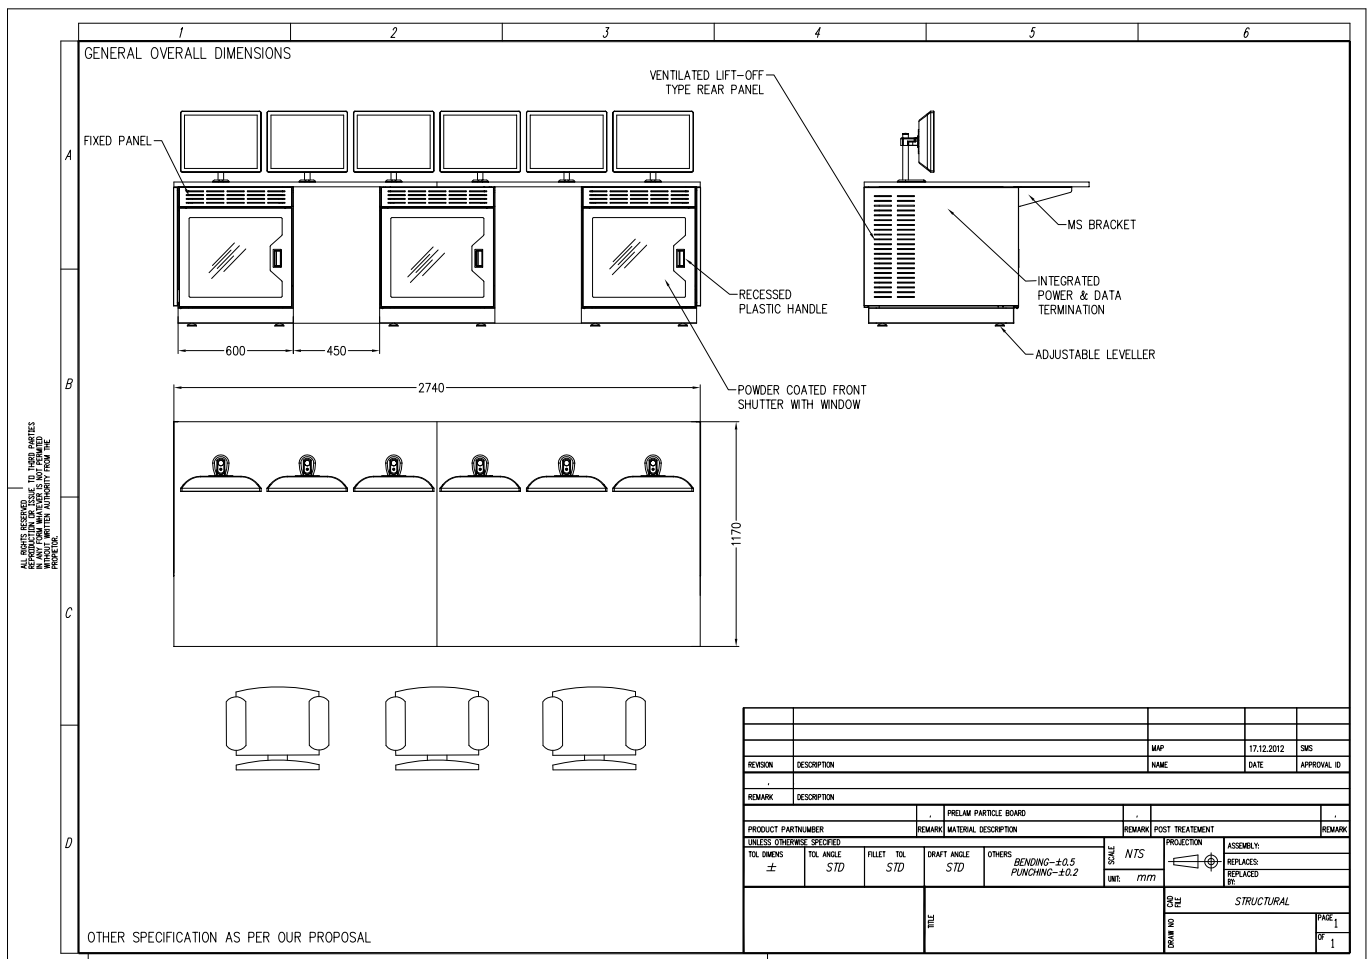 1 2 3 4 5 6
GENERAL OVERALL DIMENSIONS
VENTILATED LIFT-OFF
TYPE REAR PANEL
FIXED PANEL
A
MS BRACKET
INTEGRATED
POWER & DATA
TERMINATION
RECESSED
PLASTIC HANDLE
ADJUSTABLE LEVELLER
600
450
B
2740
POWDER COATED FRONT
SHUTTER WITH WINDOW
ALL RIGHTS RESERVED
REPRODUCTION OR ISSUE TO THIRD PARTIES
IN ANY FORM WHATEVER IS NOT PERMITTED
WITHOUT WRITTEN AUTHORITY FROM THE
PROPIETOR.
1170
C
D
MAP 17.12.2012 SMS
REVISION DESCRIPTION NAME DATE APPROVAL ID
REMARK DESCRIPTION
PRELAM PARTICLE BOARD
PRODUCT PARTNUMBER REMARK MATERIAL DESCRIPTION REMARK POST TREATEMENT REMARK
UNLESS OTHERWISE SPECIFIED
TOL DIMENS TOL ANGLE FILLET TOL DRAFT ANGLE OTHERS
± STD STD STD BENDING-±0.5
PUNCHING-±0.2
SCALE NTS
UNIT: mm
PROJECTION
ASSEMBLY:
REPLACES:
REPLACED
BY:
CAD
FILE
STRUCTURAL
TITLE
DRAW NO
PAGE 1
OF 1
OTHER SPECIFICATION AS PER OUR PROPOSAL